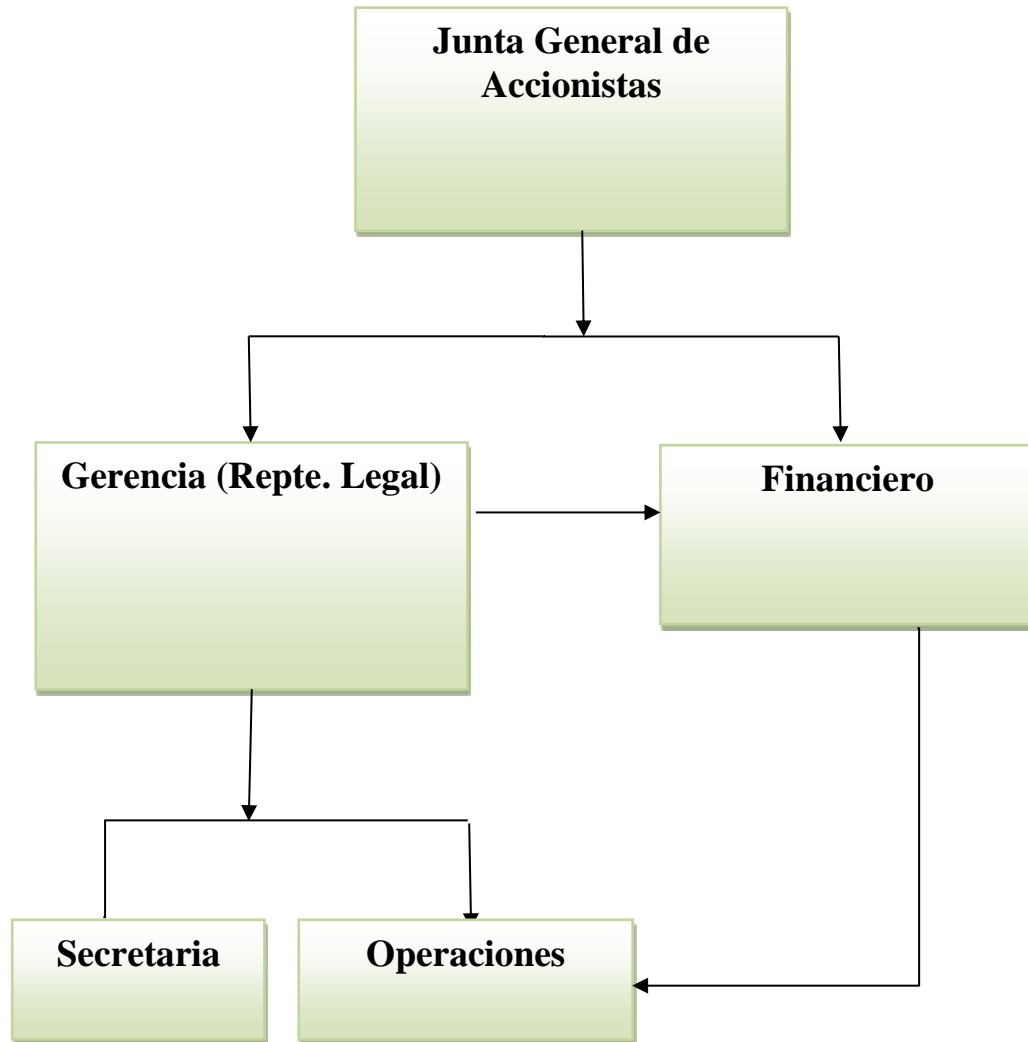 Junta General de
Accionistas
Gerencia (Repte. Legal)
Financiero
Secretaria
Operaciones